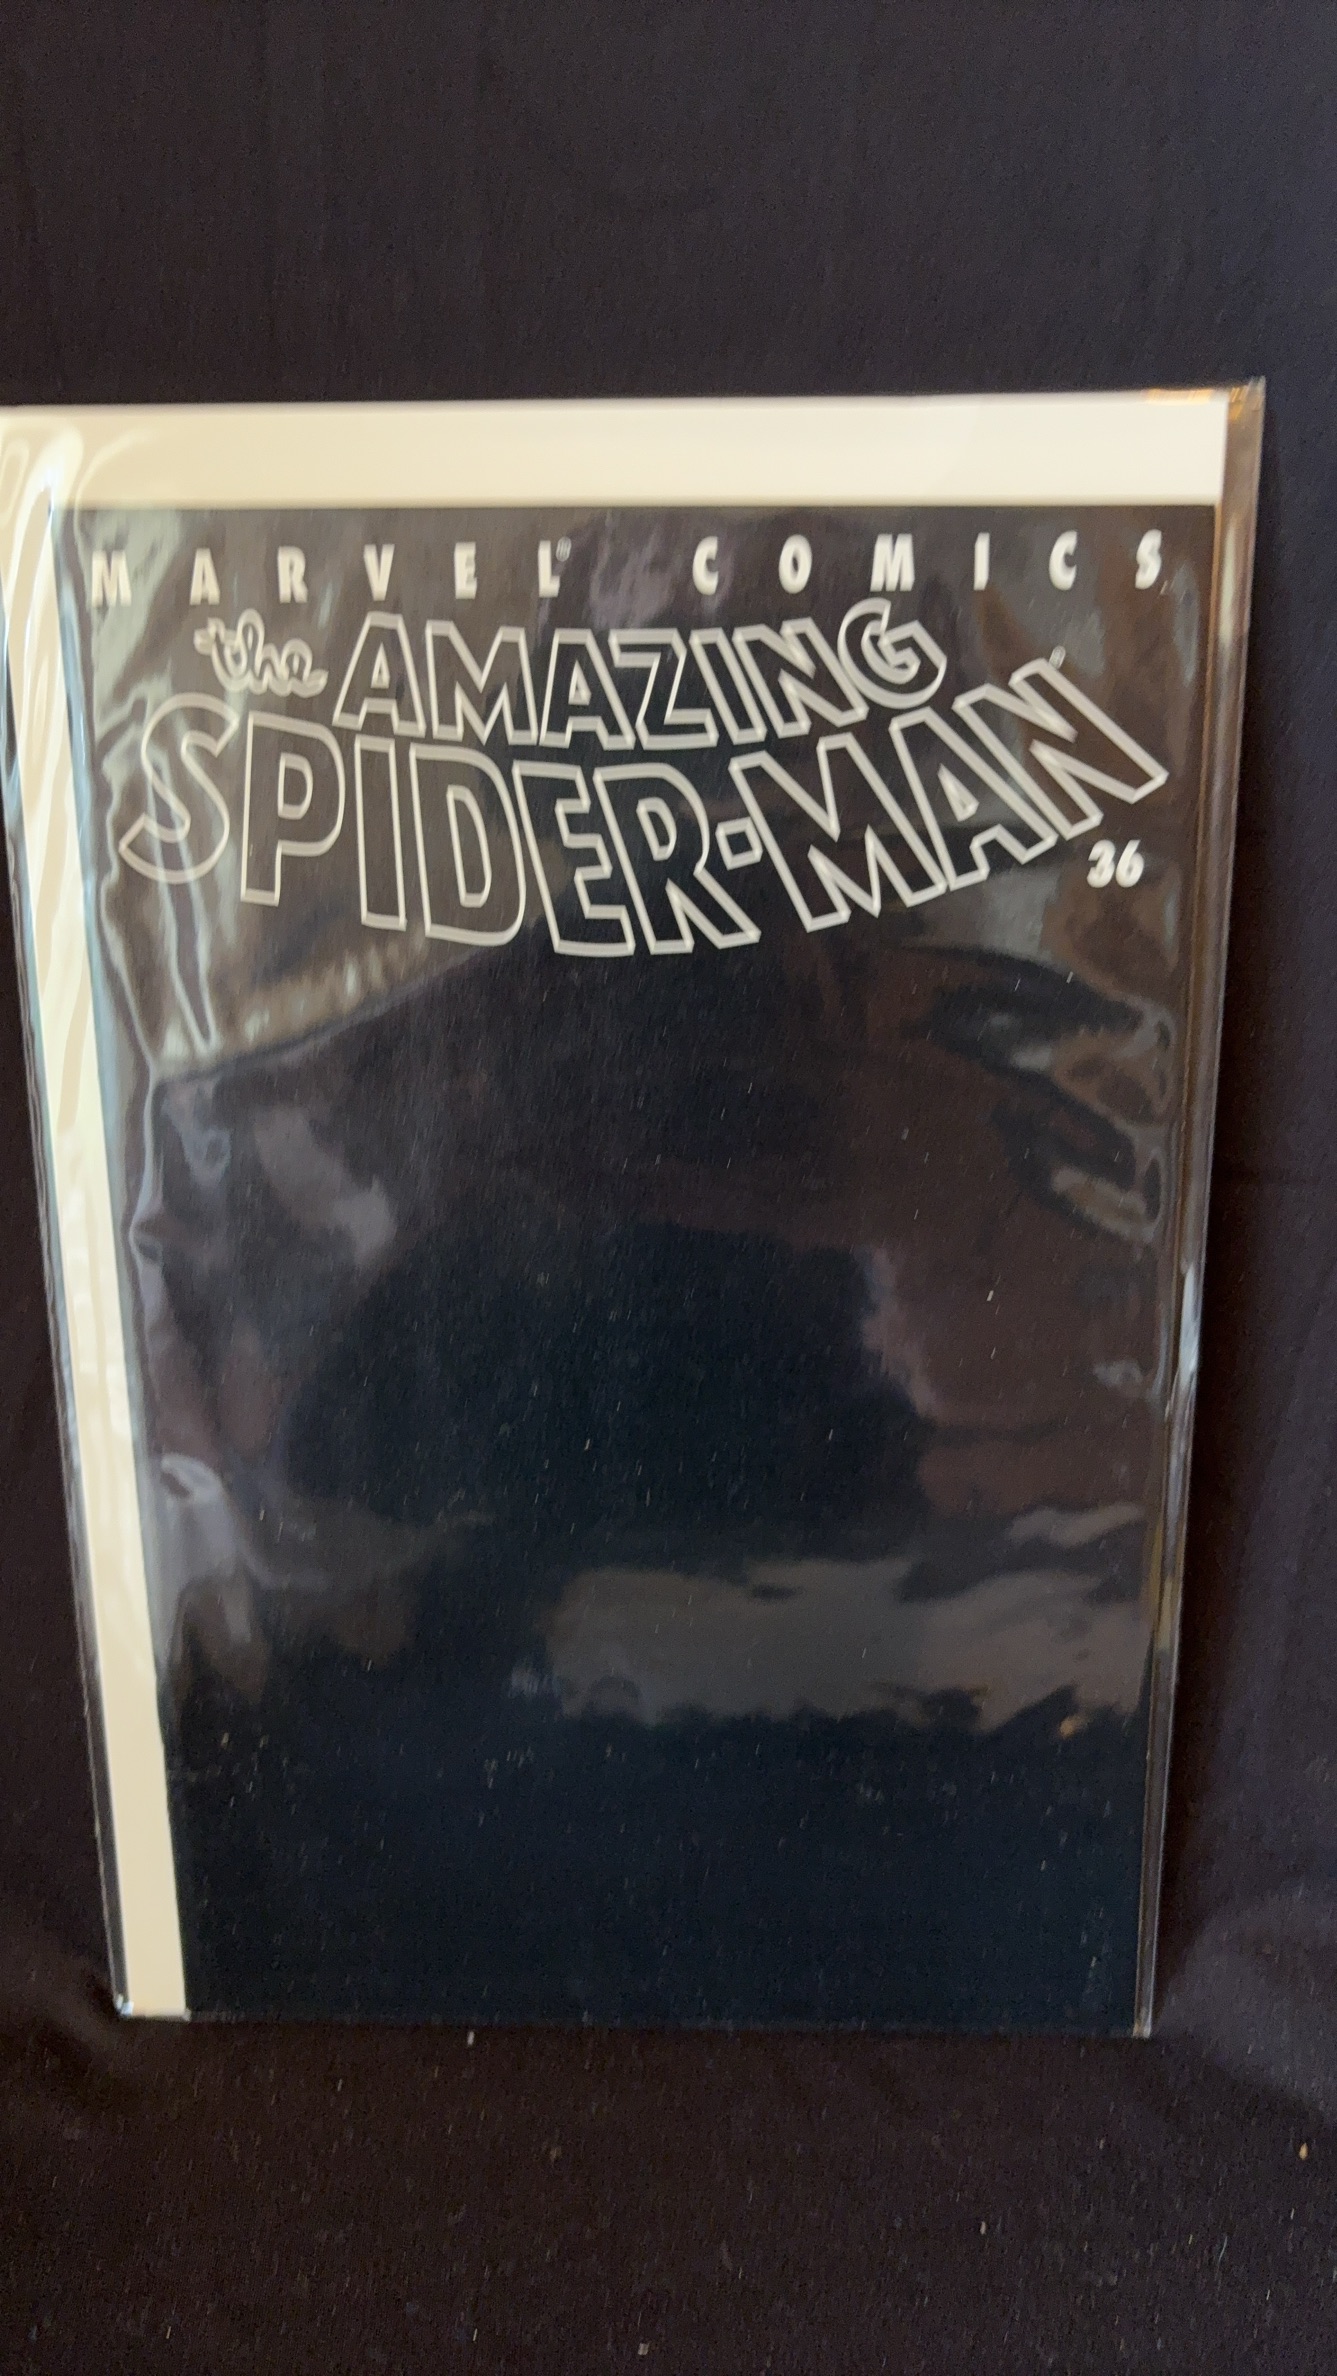 MARVEL® COMICS
the AMAZING
SPIDER-MAN®
36